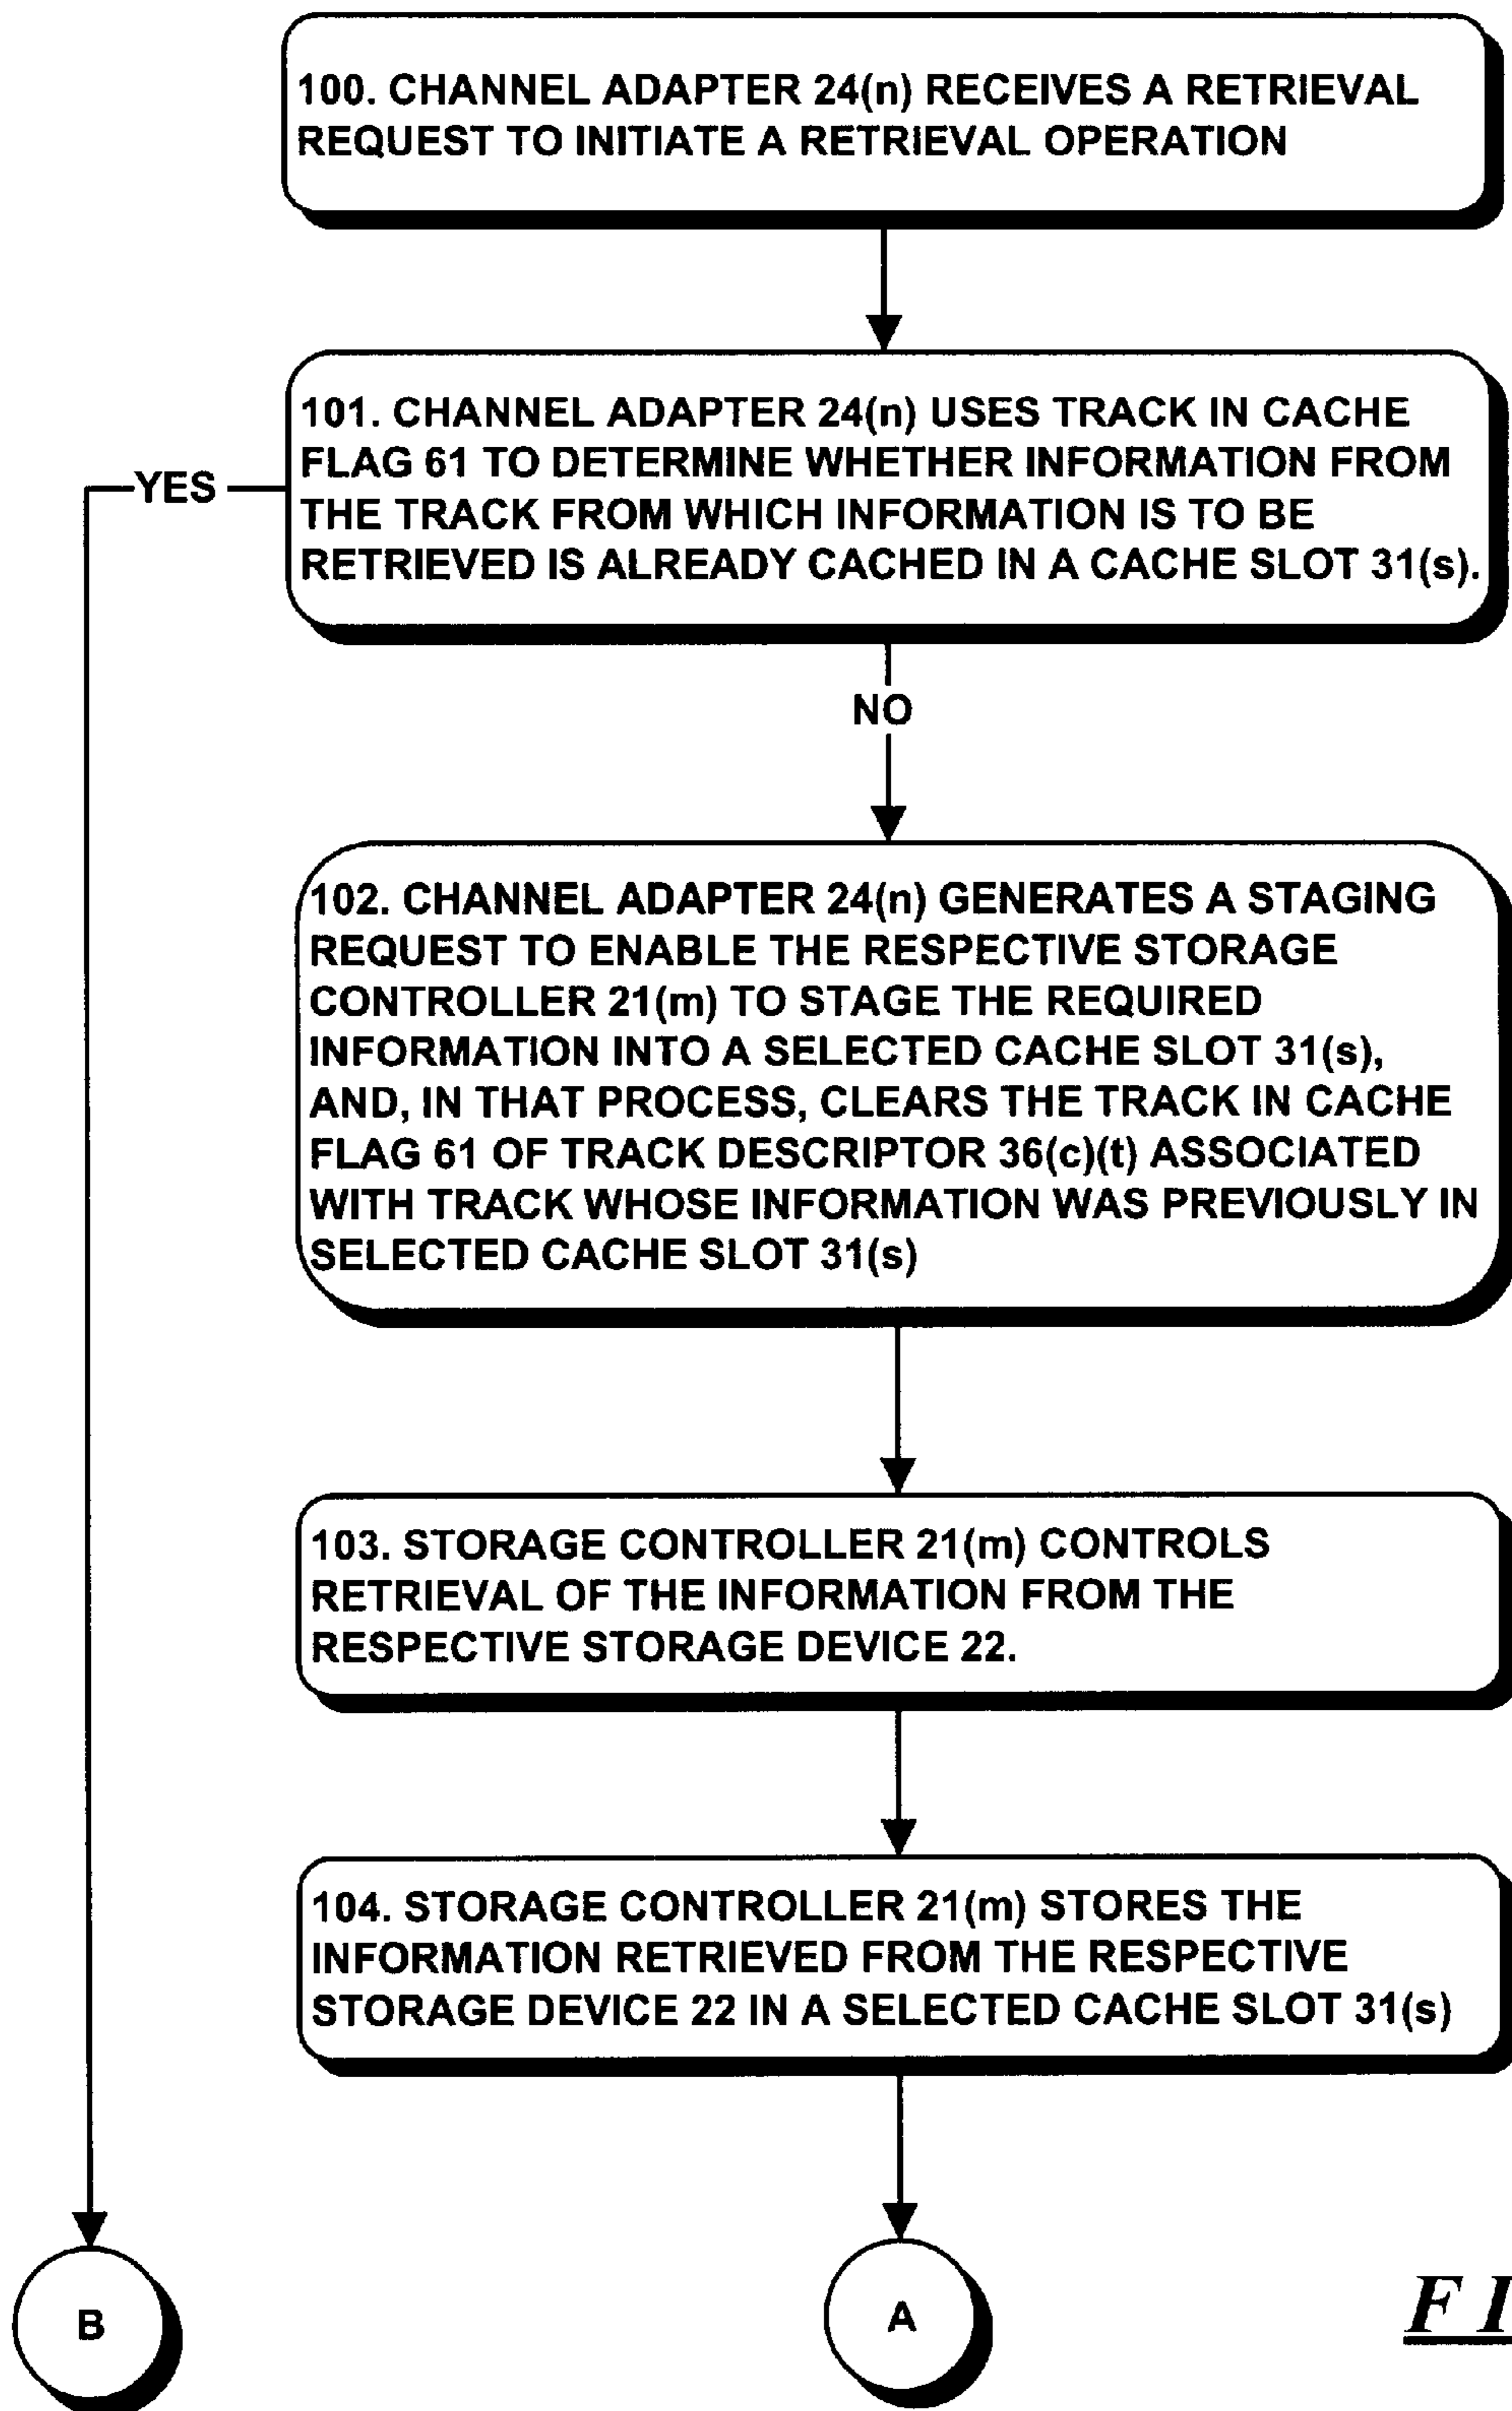 100. CHANNEL ADAPTER 24(n) RECEIVES A RETRIEVAL
REQUEST TO INITIATE A RETRIEVAL OPERATION
101. CHANNEL ADAPTER 24(n) USES TRACK IN CACHE
FLAG 61 TO DETERMINE WHETHER INFORMATION FROM
THE TRACK FROM WHICH INFORMATION IS TO BE
RETRIEVED IS ALREADY CACHED IN A CACHE SLOT 31(s).
YES
NO
102. CHANNEL ADAPTER 24(n) GENERATES A STAGING
REQUEST TO ENABLE THE RESPECTIVE STORAGE
CONTROLLER 21(m) TO STAGE THE REQUIRED
INFORMATION INTO A SELECTED CACHE SLOT 31(s),
AND, IN THAT PROCESS, CLEARS THE TRACK IN CACHE
FLAG 61 OF TRACK DESCRIPTOR 36(c)(t) ASSOCIATED
WITH TRACK WHOSE INFORMATION WAS PREVIOUSLY IN
SELECTED CACHE SLOT 31(s)
103. STORAGE CONTROLLER 21(m) CONTROLS
RETRIEVAL OF THE INFORMATION FROM THE
RESPECTIVE STORAGE DEVICE 22.
104. STORAGE CONTROLLER 21(m) STORES THE
INFORMATION RETRIEVED FROM THE RESPECTIVE
STORAGE DEVICE 22 IN A SELECTED CACHE SLOT 31(s)
B
A
F I